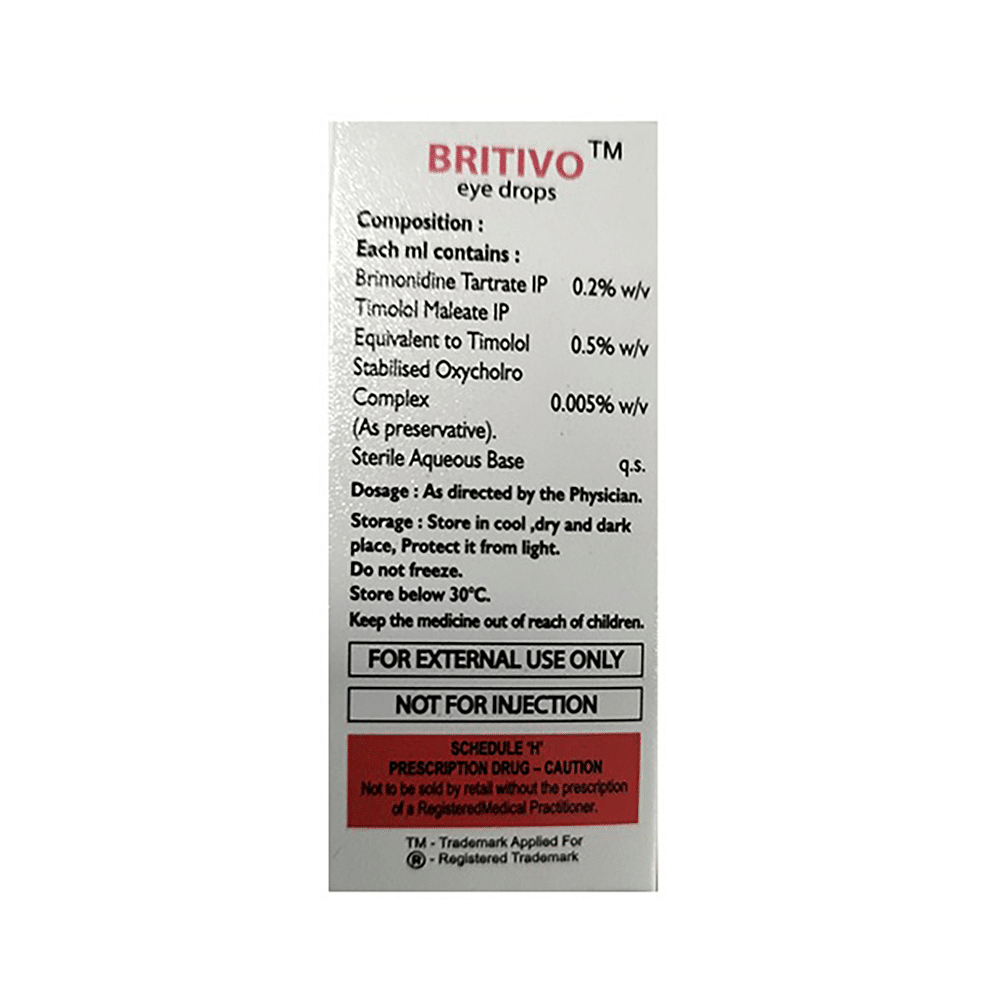 BRITIVO™
eye drops
Composition :
Each ml contains :
Brimonidine Tartrate IP 0.2% w/v
Timolol Maleate IP
Equivalent to Timolol 0.5% w/v
Stabilised Oxycholro
Complex 0.005% w/v
(As preservative).
Sterile Aqueous Base q.s.
Dosage : As directed by the Physician.
Storage : Store in cool ,dry and dark
place, Protect it from light.
Do not freeze.
Store below 30°C.
Keep the medicine out of reach of children.
FOR EXTERNAL USE ONLY
NOT FOR INJECTION
SCHEDULE 'H'
PRESCRIPTION DRUG – CAUTION
Not to be sold by retail without the prescription
of a RegisteredMedical Practitioner.
TM - Trademark Applied For
® - Registered Trademark